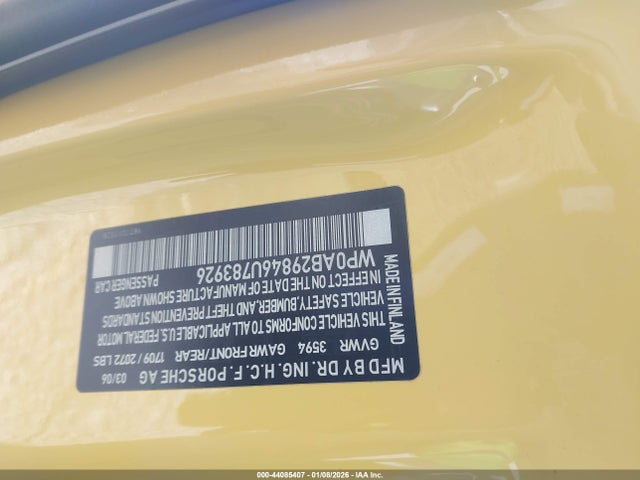 MFD BY DR. ING. H.C. F. PORSCHE AG 03/06
GVWR 3594 GAWR FRONT/REAR 1709 / 2072 LBS
THIS VEHICLE CONFORMS TO ALL APPLICABLE U.S. FEDERAL MOTOR
VEHICLE SAFETY, BUMPER, AND THEFT PREVENTION STANDARDS
IN EFFECT ON THE DATE OF MANUFACTURE SHOWN ABOVE
MADE IN FINLAND
WP0AB29846U783926 PASSENGER CAR
000-44085407 - 01/08/2026 - Copyright © 2026 IAA Inc.